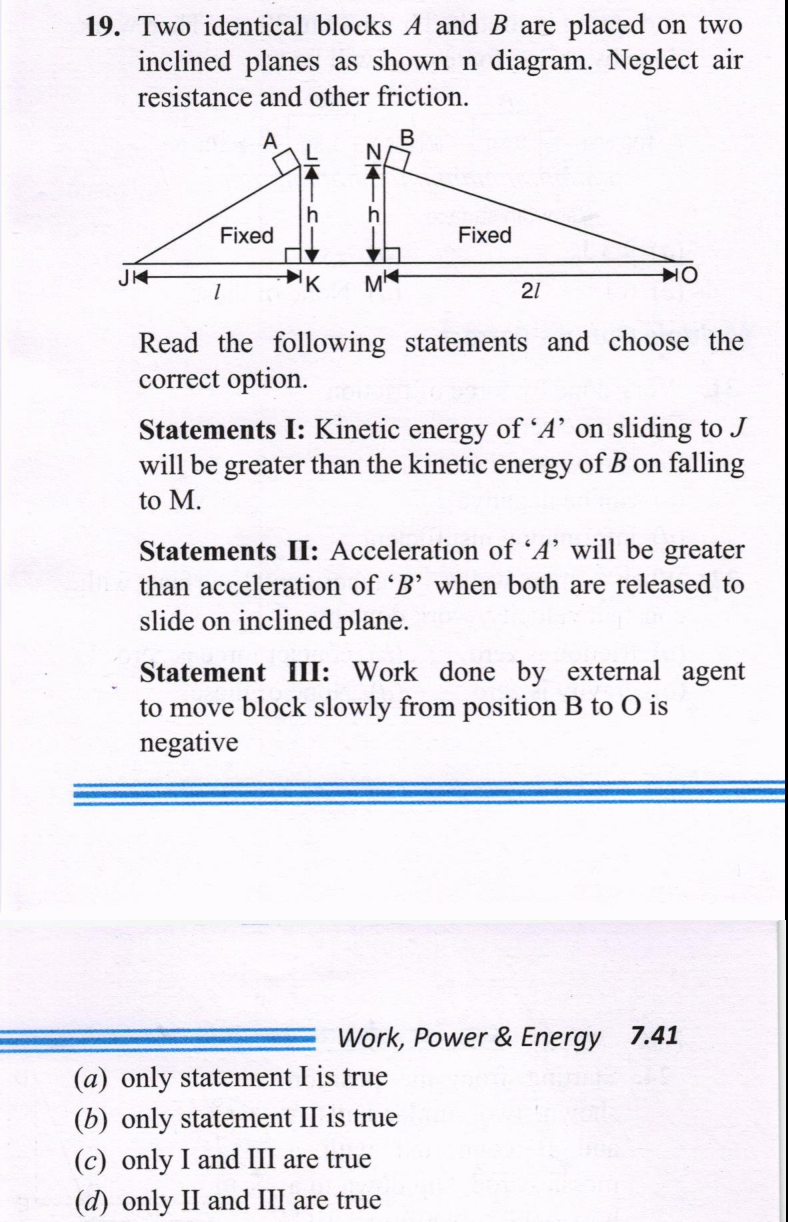 19. Two identical blocks A and B are placed on two
inclined planes as shown n diagram. Neglect air
resistance and other friction.
A L N B
h h
Fixed Fixed
J l K M 2l O
Read the following statements and choose the
correct option.
Statements I: Kinetic energy of ‘A’ on sliding to J
will be greater than the kinetic energy of B on falling
to M.
Statements II: Acceleration of ‘A’ will be greater
than acceleration of ‘B’ when both are released to
slide on inclined plane.
Statement III: Work done by external agent
to move block slowly from position B to O is
negative
Work, Power & Energy 7.41
(a) only statement I is true
(b) only statement II is true
(c) only I and III are true
(d) only II and III are true